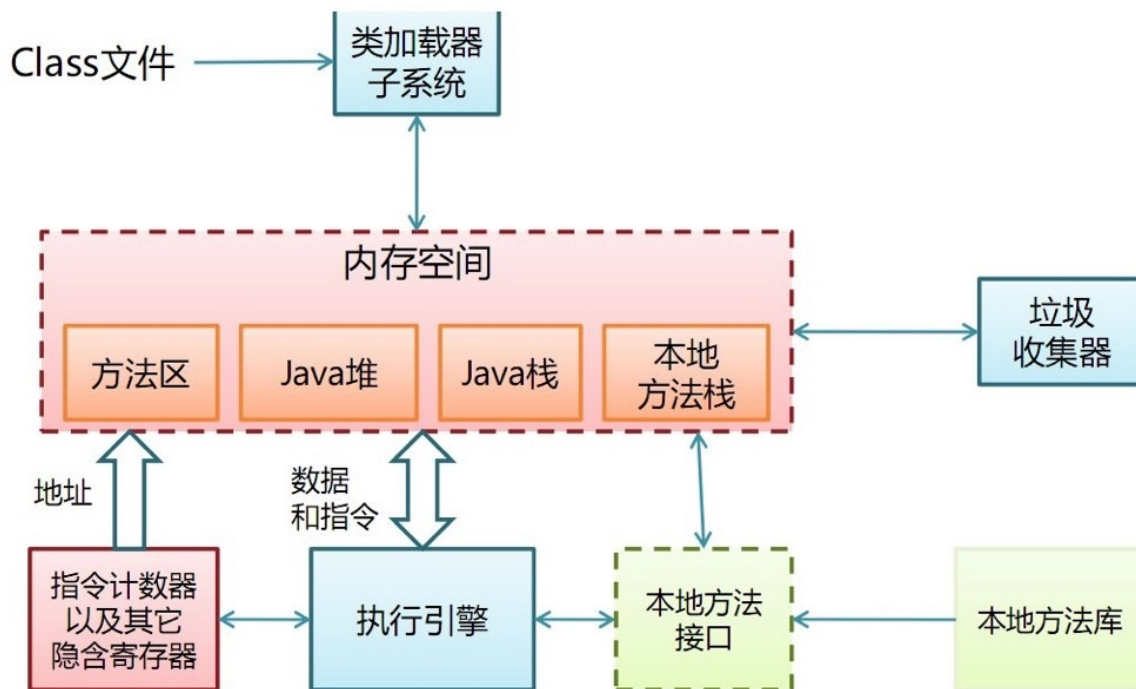 Class文件
类加载器
子系统
内存空间
方法区
Java堆
Java栈
本地
方法栈
垃圾
收集器
地址
数据
和指令
指令计数器
以及其它
隐含寄存器
执行引擎
本地方法
接口
本地方法库